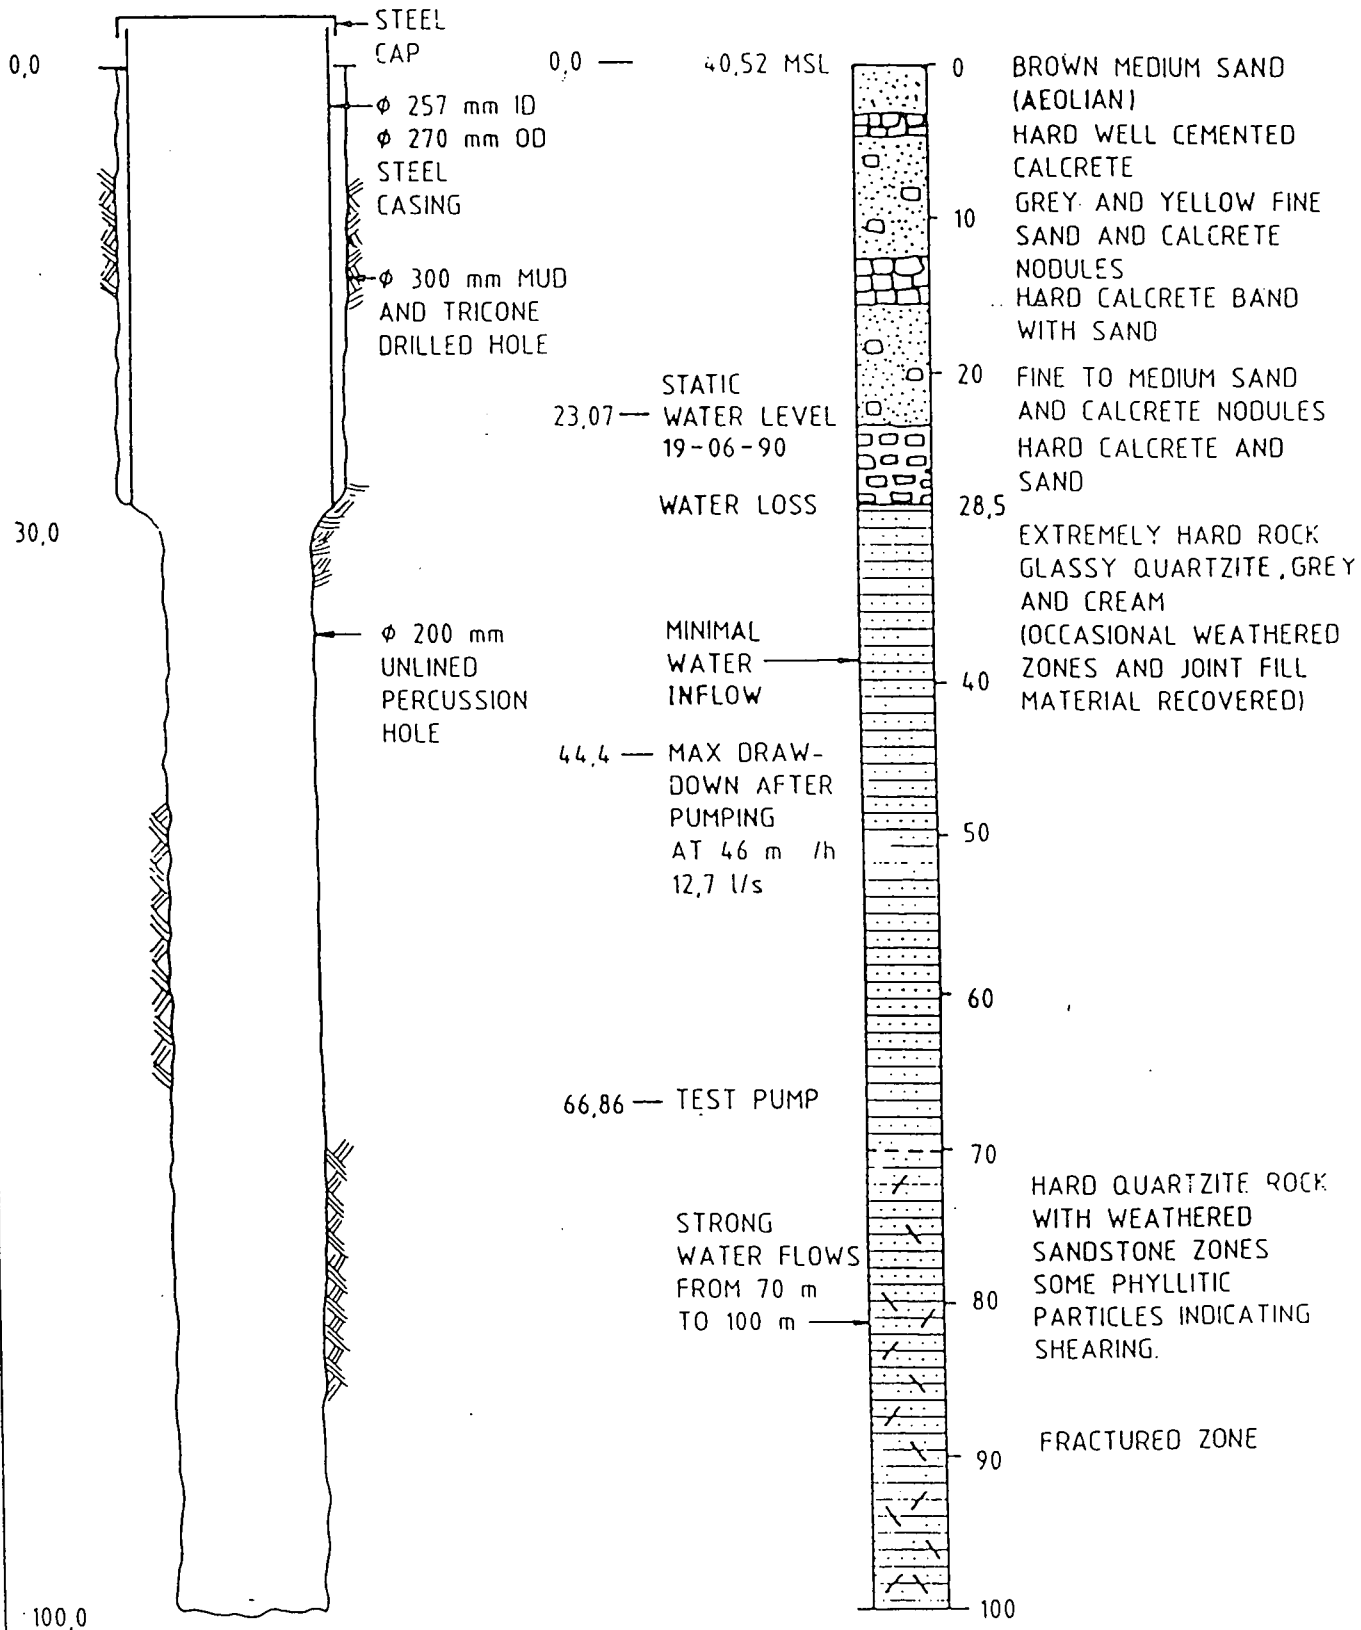 STEEL
CAP
0,0
ϕ 257 mm ID
ϕ 270 mm OD
STEEL
CASING
ϕ 300 mm MUD
AND TRICONE
DRILLED HOLE
30,0
ϕ 200 mm
UNLINED
PERCUSSION
HOLE
100,0
0,0
40,52 MSL
STATIC
23,07 WATER LEVEL
19-06-90
WATER LOSS
MINIMAL
WATER
INFLOW
44,4 MAX DRAW-
DOWN AFTER
PUMPING
AT 46 m /h
12,7 l/s
66,86 TEST PUMP
STRONG
WATER FLOWS
FROM 70 m
TO 100 m
0
10
20
28,5
40
50
60
70
80
90
100
BROWN MEDIUM SAND
(AEOLIAN)
HARD WELL CEMENTED
CALCRETE
GREY AND YELLOW FINE
SAND AND CALCRETE
NODULES
HARD CALCRETE BAND
WITH SAND
FINE TO MEDIUM SAND
AND CALCRETE NODULES
HARD CALCRETE AND
SAND
EXTREMELY HARD ROCK
GLASSY QUARTZITE, GREY
AND CREAM
(OCCASIONAL WEATHERED
ZONES AND JOINT FILL
MATERIAL RECOVERED)
HARD QUARTZITE ROCK
WITH WEATHERED
SANDSTONE ZONES
SOME PHYLLITIC
PARTICLES INDICATING
SHEARING.
FRACTURED ZONE